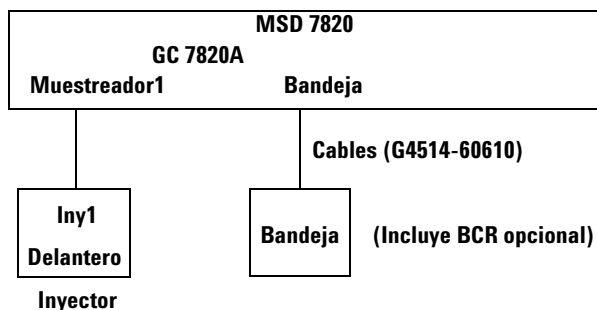 MSD 7820
GC 7820A
Muestreador1 Bandeja
Cables (G4514-60610)
Iny1
Delantero
Bandeja (Incluye BCR opcional)
Inyector